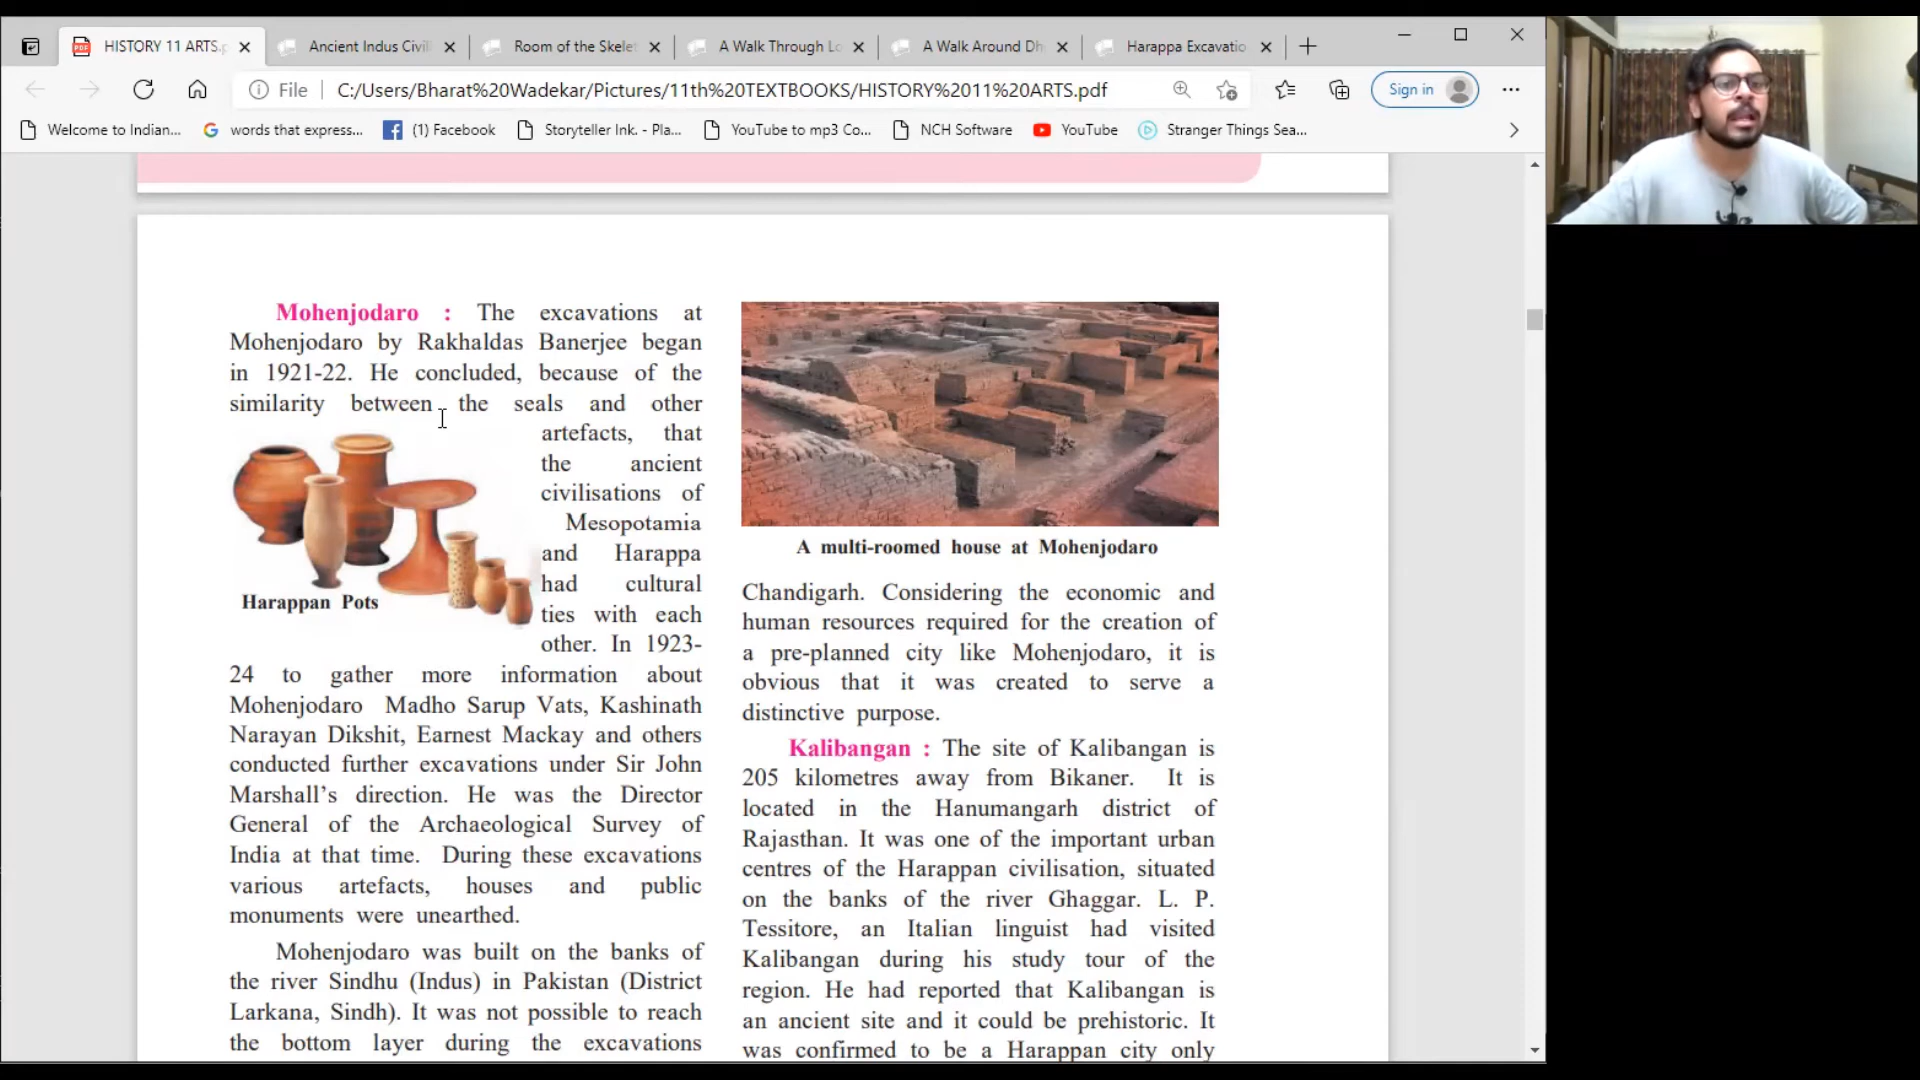 HISTORY 11 ARTS.p
Ancient Indus Civil
Room of the Skele
A Walk Through Lo
A Walk Around Dh
Harappa Excavatio
File
C:/Users/Bharat%20Wadekar/Pictures/11th%20TEXTBOOKS/HISTORY%2011%20ARTS.pdf
Sign in
Welcome to Indian...
words that express...
(1) Facebook
Storyteller Ink. - Pla...
YouTube to mp3 Co...
NCH Software
YouTube
Stranger Things Sea...
Mohenjodaro : The excavations at
Mohenjodaro by Rakhaldas Banerjee began
in 1921-22. He concluded, because of the
similarity between the seals and other
artefacts, that
the ancient
civilisations of
Mesopotamia
and Harappa
had cultural
ties with each
other. In 1923-
Harappan Pots
24 to gather more information about
Mohenjodaro Madho Sarup Vats, Kashinath
Narayan Dikshit, Earnest Mackay and others
conducted further excavations under Sir John
Marshall's direction. He was the Director
General of the Archaeological Survey of
India at that time. During these excavations
various artefacts, houses and public
monuments were unearthed.
Mohenjodaro was built on the banks of
the river Sindhu (Indus) in Pakistan (District
Larkana, Sindh). It was not possible to reach
the bottom layer during the excavations
A multi-roomed house at Mohenjodaro
Chandigarh. Considering the economic and
human resources required for the creation of
a pre-planned city like Mohenjodaro, it is
obvious that it was created to serve a
distinctive purpose.
Kalibangan : The site of Kalibangan is
205 kilometres away from Bikaner. It is
located in the Hanumangarh district of
Rajasthan. It was one of the important urban
centres of the Harappan civilisation, situated
on the banks of the river Ghaggar. L. P.
Tessitore, an Italian linguist had visited
Kalibangan during his study tour of the
region. He had reported that Kalibangan is
an ancient site and it could be prehistoric. It
was confirmed to be a Harappan city only